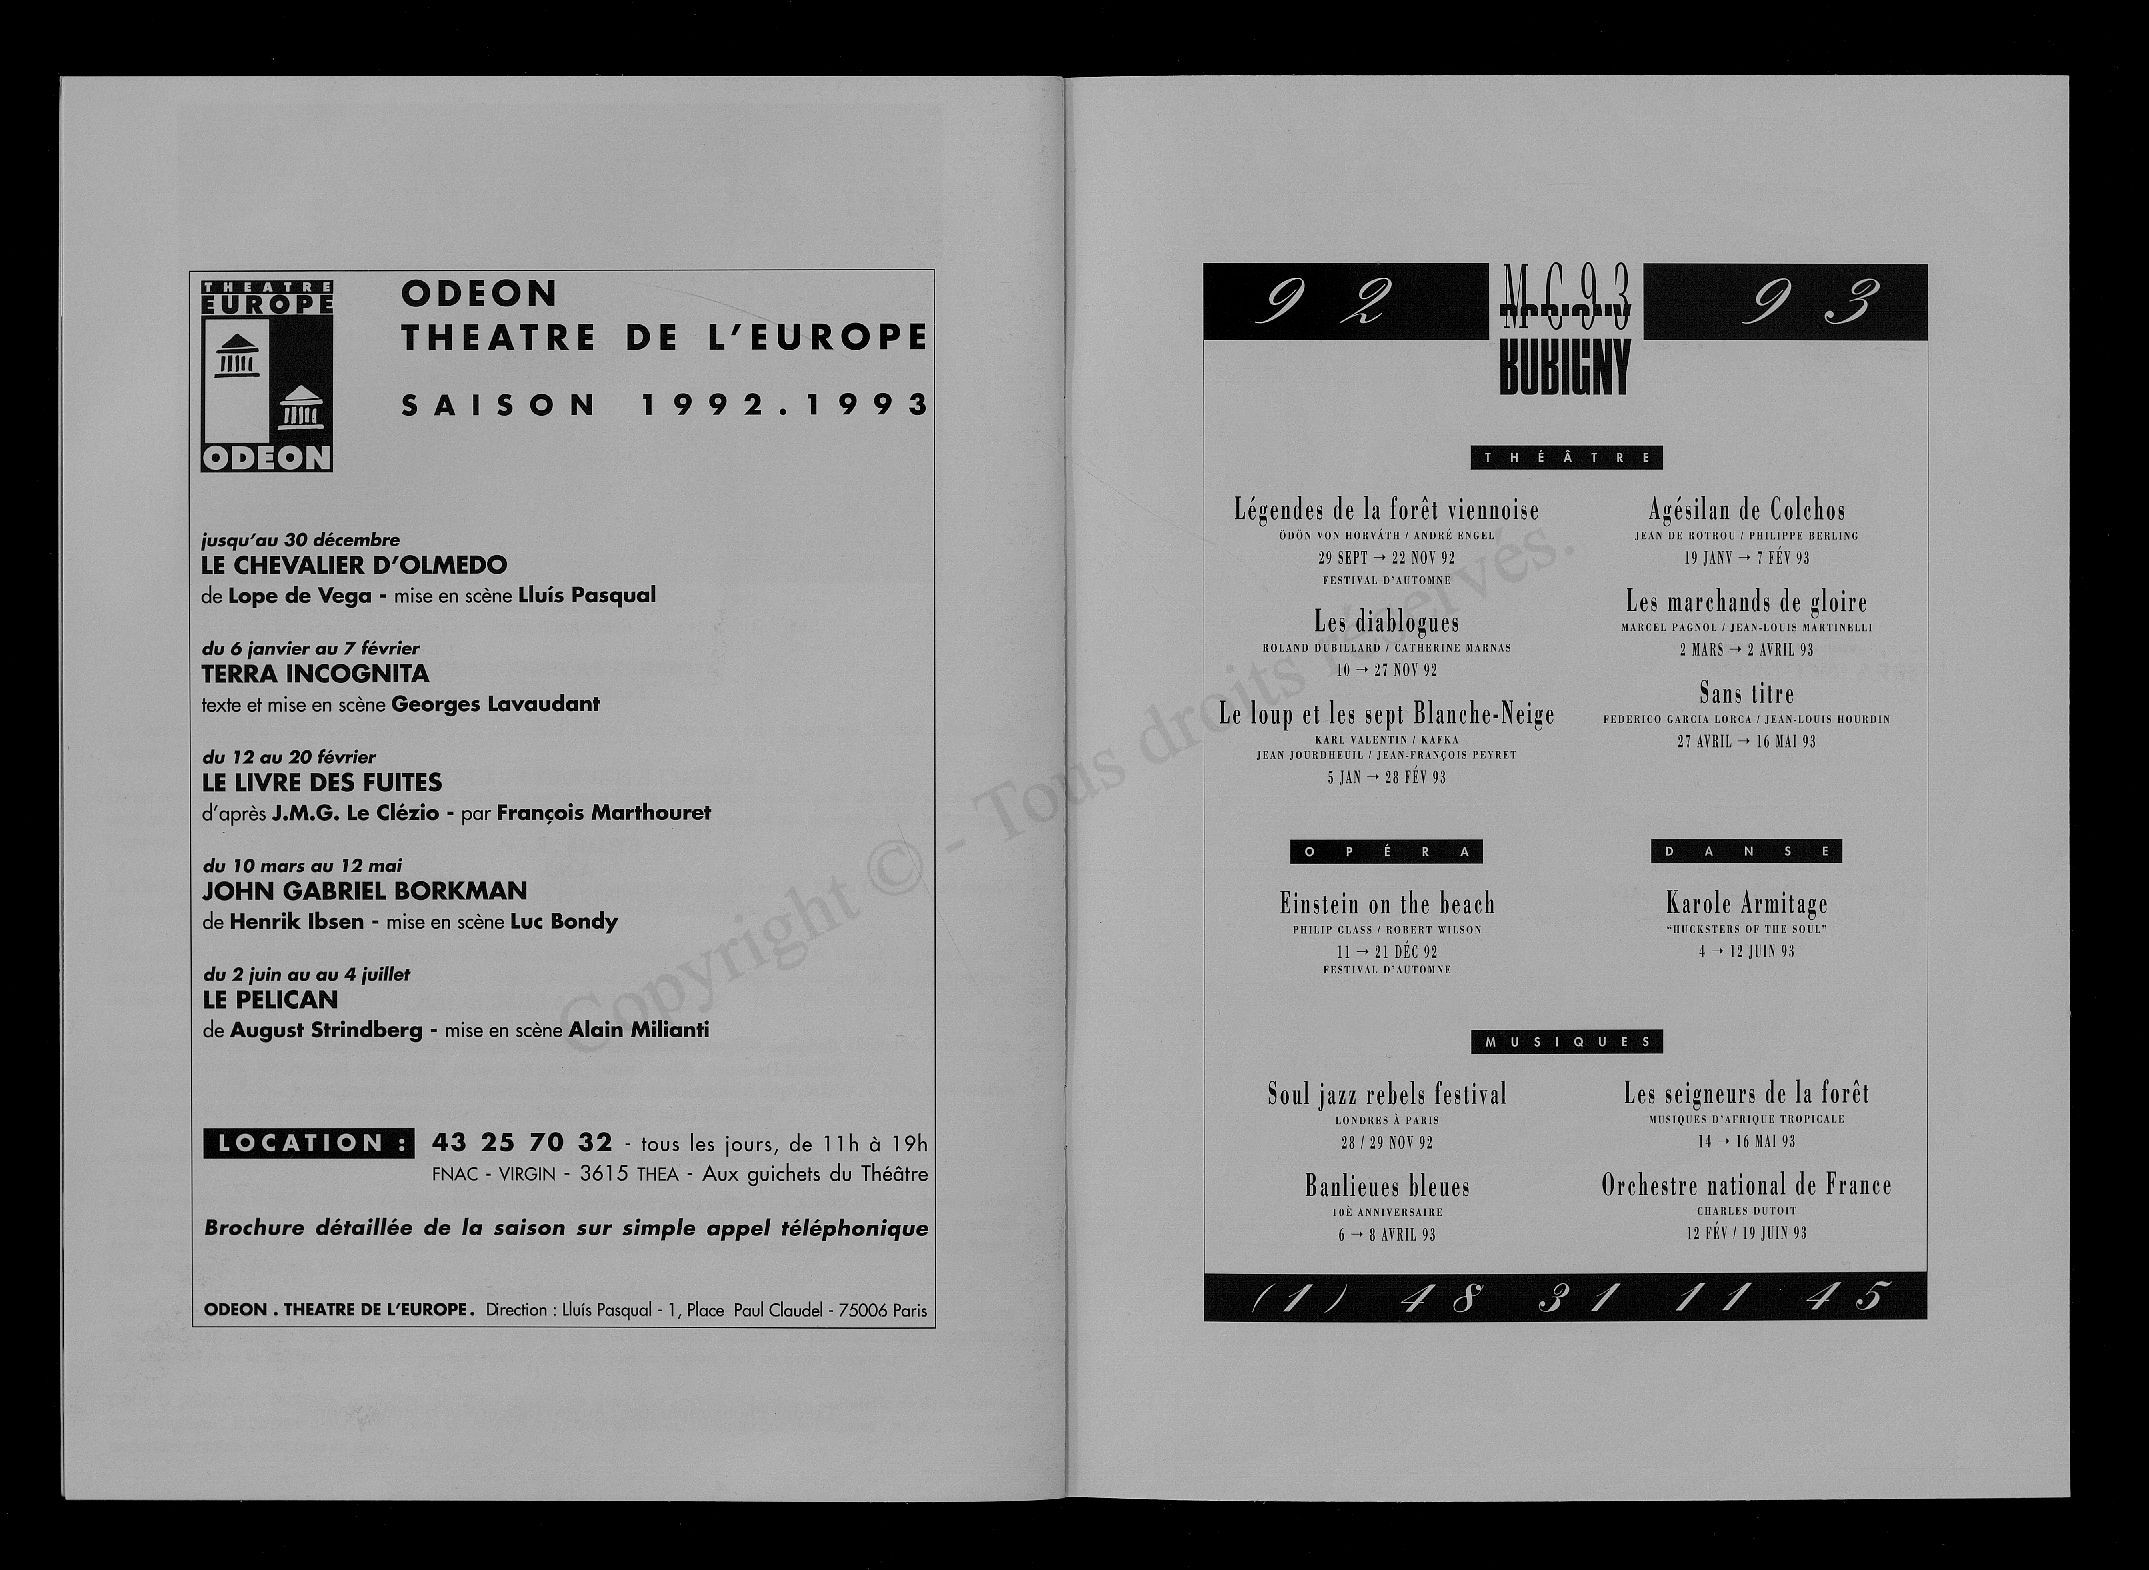 THEATRE
EUROPE
ODEON
ODEON
THEATRE DE L'EUROPE
SAISON 1992.1993
jusqu'au 30 décembre
LE CHEVALIER D'OLMEDO
de Lope de Vega - mise en scène Lluís Pasqual
du 6 janvier au 7 février
TERRA INCOGNITA
texte et mise en scène Georges Lavaudant
du 12 au 20 février
LE LIVRE DES FUITES
d'après J.M.G. Le Clézio - par François Marthouret
du 10 mars au 12 mai
JOHN GABRIEL BORKMAN
de Henrik Ibsen - mise en scène Luc Bondy
du 2 juin au au 4 juillet
LE PELICAN
de August Strindberg - mise en scène Alain Milianti
LOCATION : 43 25 70 32 - tous les jours, de 11h à 19h
FNAC - VIRGIN - 3615 THEA - Aux guichets du Théâtre
Brochure détaillée de la saison sur simple appel téléphonique
ODEON . THEATRE DE L'EUROPE. Direction : Lluís Pasqual - 1, Place Paul Claudel - 75006 Paris
92 MC93 93
BOBIGNY
THÉÂTRE
Légendes de la forêt viennoise
ÖDÖN VON HORVÁTH / ANDRÉ ENGEL
29 SEPT → 22 NOV 92
FESTIVAL D'AUTOMNE
Les diablogues
ROLAND DUBILLARD / CATHERINE MARNAS
10 → 27 NOV 92
Le loup et les sept Blanche-Neige
KARL VALENTIN / KAFKA
JEAN JOURDHEUIL / JEAN-FRANÇOIS PEYRET
5 JAN → 28 FÉV 93
Agésilan de Colchos
JEAN DE ROTROU / PHILIPPE BERLING
19 JANV → 7 FÉV 93
Les marchands de gloire
MARCEL PAGNOL / JEAN-LOUIS MARTINELLI
2 MARS → 2 AVRIL 93
Sans titre
FEDERICO GARCIA LORCA / JEAN-LOUIS HOURDIN
27 AVRIL → 16 MAI 93
OPÉRA
Einstein on the beach
PHILIP GLASS / ROBERT WILSON
11 → 21 DÉC 92
FESTIVAL D'AUTOMNE
DANSE
Karole Armitage
"HUCKSTERS OF THE SOUL"
4 → 12 JUIN 93
MUSIQUES
Soul jazz rebels festival
LONDRES À PARIS
28 / 29 NOV 92
Banlieues bleues
10È ANNIVERSAIRE
6 → 8 AVRIL 93
Les seigneurs de la forêt
MUSIQUES D'AFRIQUE TROPICALE
14 → 16 MAI 93
Orchestre national de France
CHARLES DUTOIT
12 FÉV / 19 JUIN 93
(1) 48 31 11 45
Copyright © - Tous droits réservés.